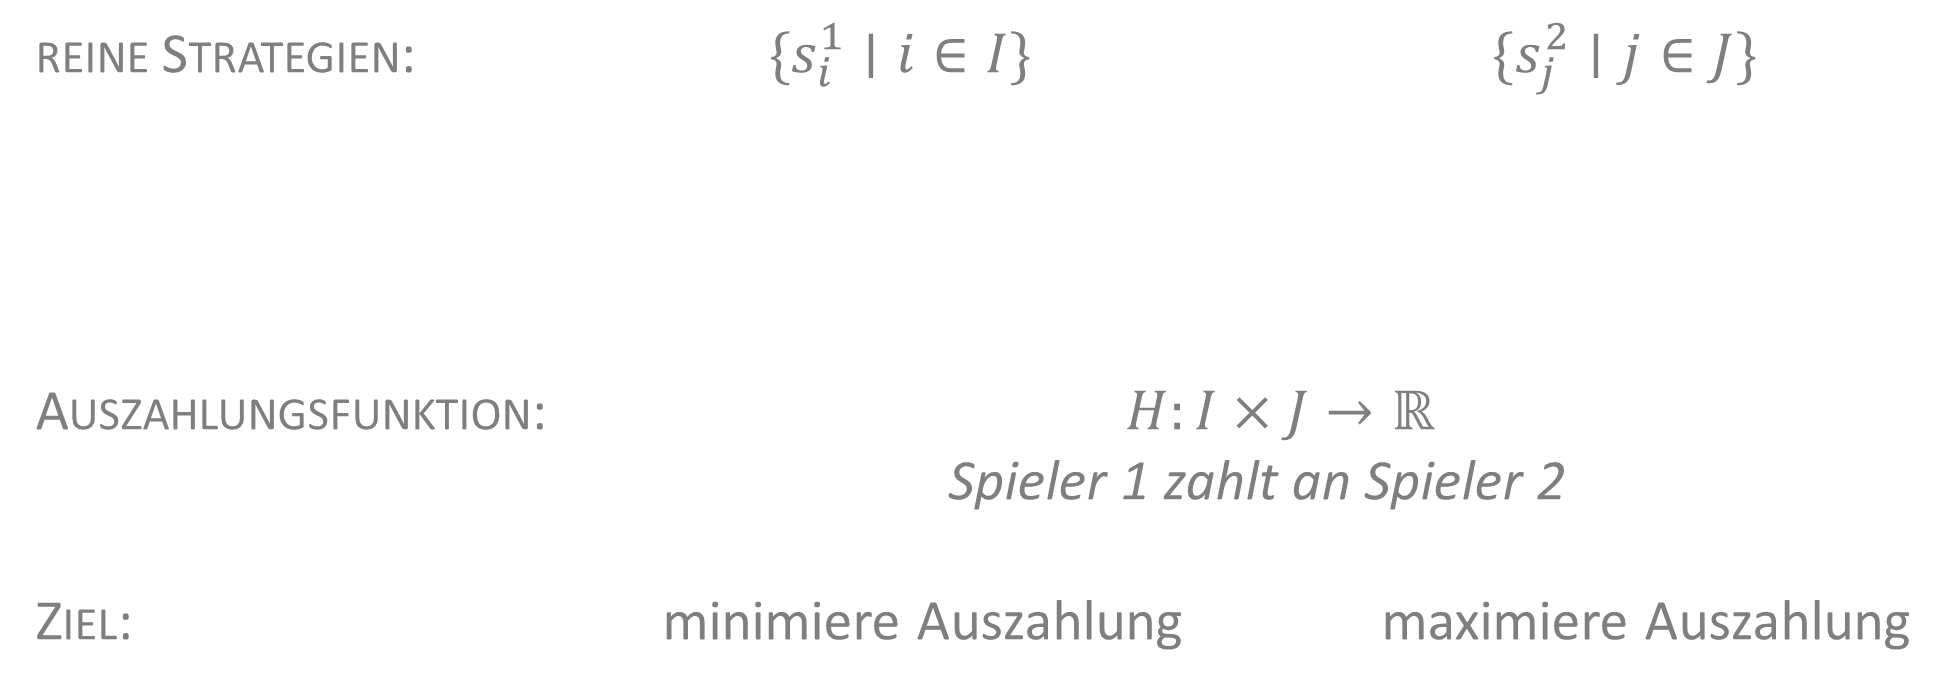 REINE STRATEGIEN: {s_i^1 | i ∈ I} {s_j^2 | j ∈ J}
AUSZAHLUNGSFUNKTION: H: I × J → ℝ
Spieler 1 zahlt an Spieler 2
ZIEL: minimiere Auszahlung maximiere Auszahlung